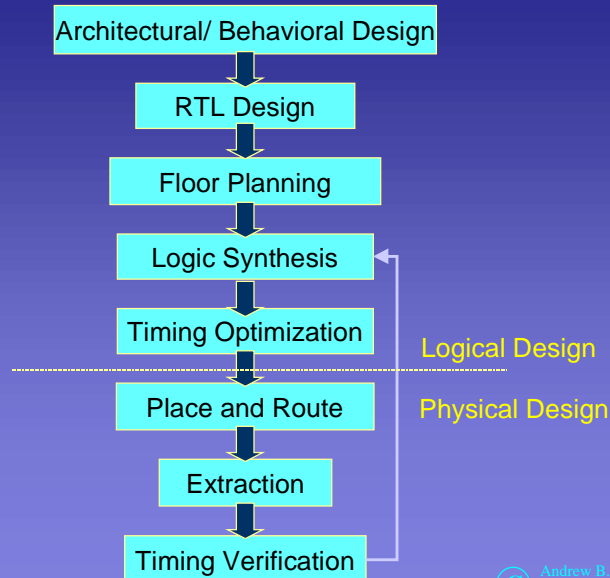 Architectural/ Behavioral Design
RTL Design
Floor Planning
Logic Synthesis
Timing Optimization
Logical Design
Place and Route
Physical Design
Extraction
Timing Verification
Andrew B.